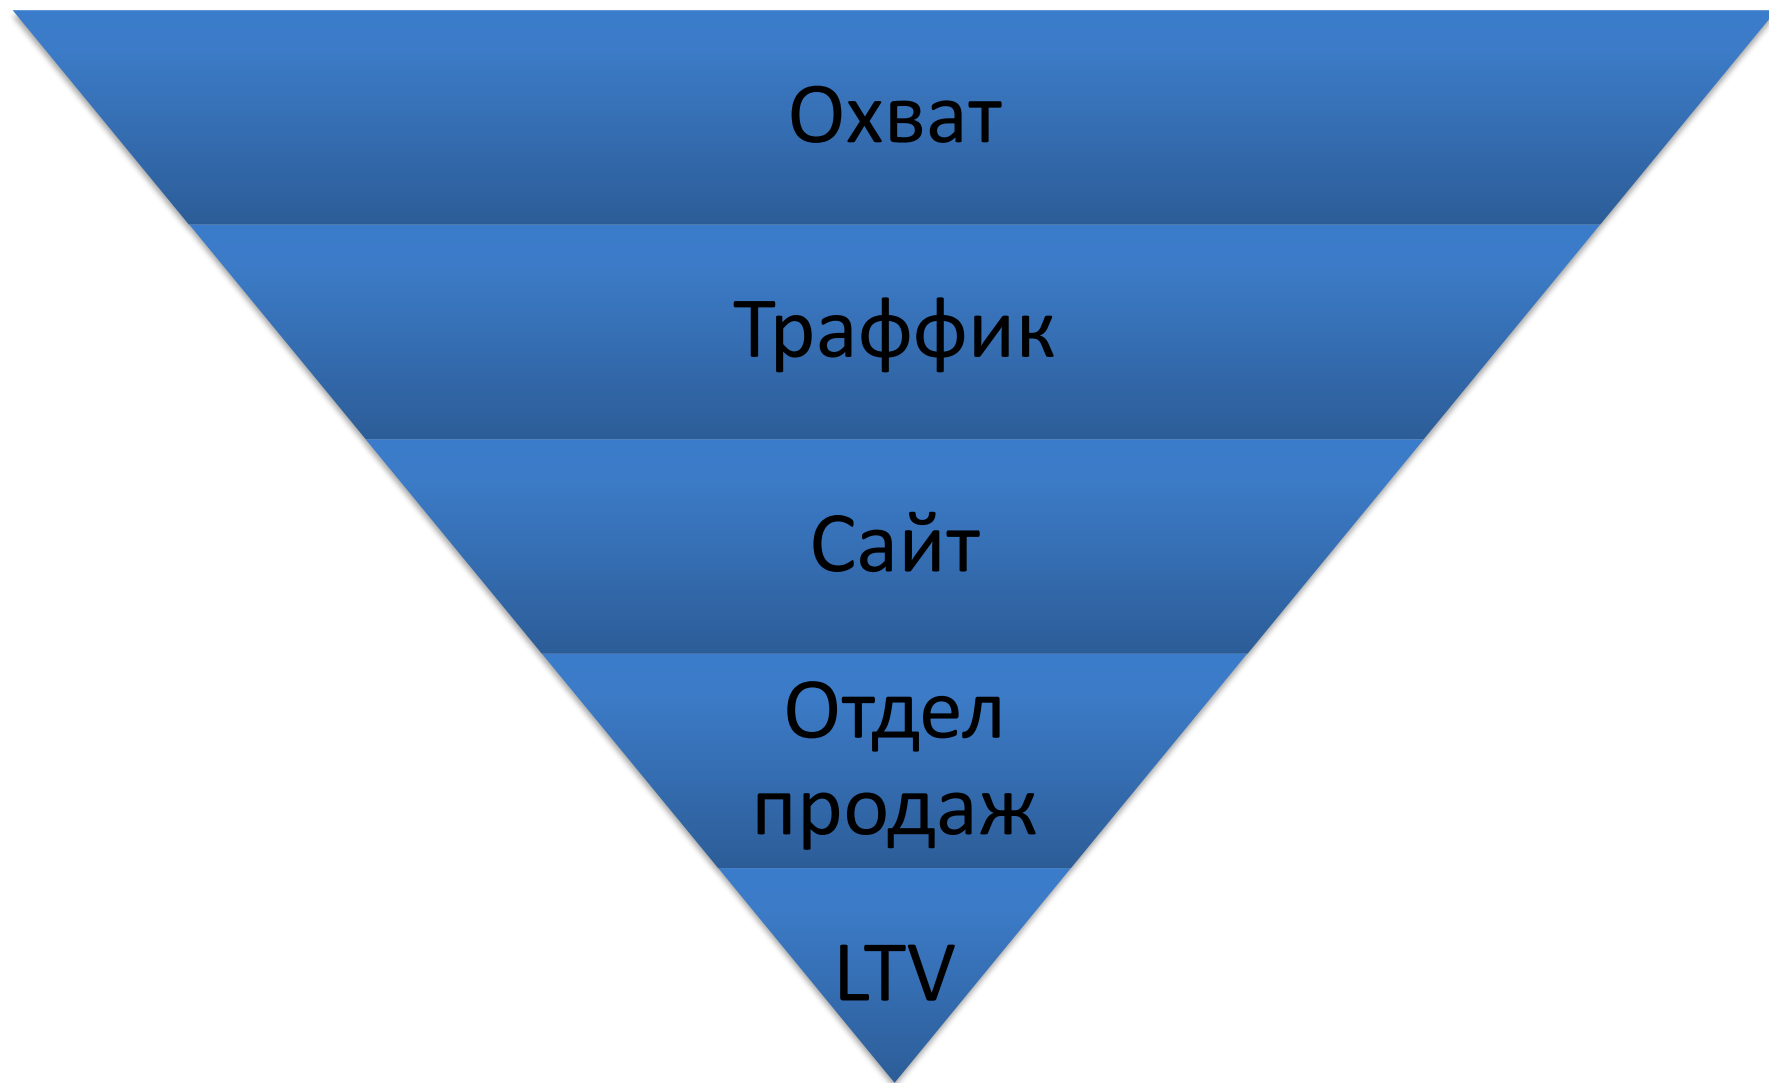 Охват
Траффик
Сайт
Отдел
продаж
LTV